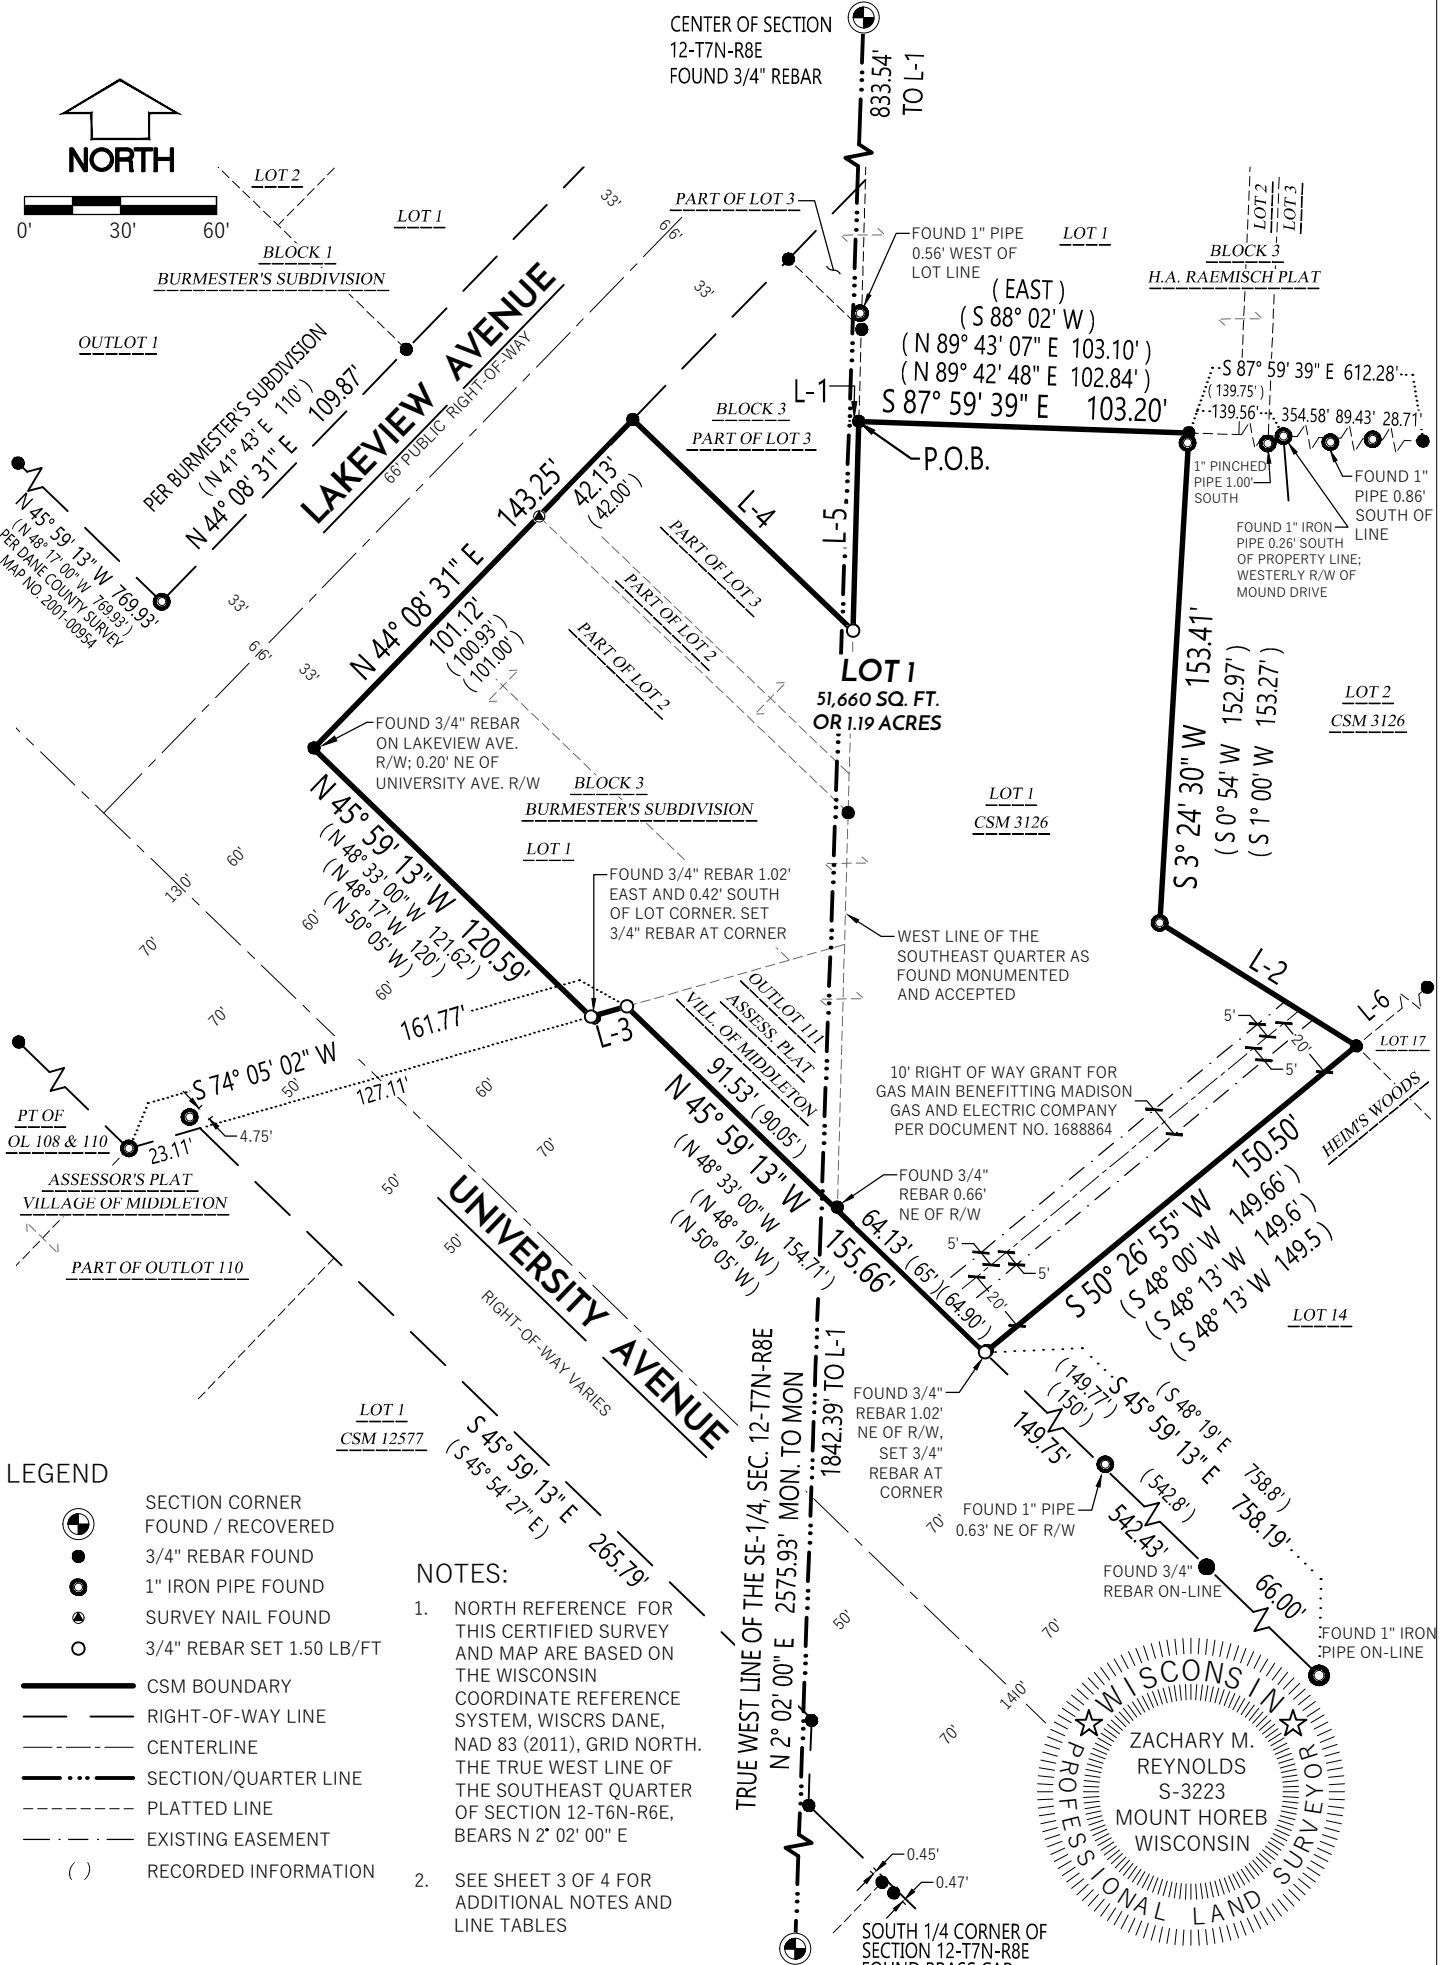 CENTER OF SECTION
12-T7N-R8E
FOUND 3/4" REBAR
833.54'
TO L-1
NORTH
0' 30' 60'
LOT 2
LOT 1
BLOCK 1
BURMESTER'S SUBDIVISION
OUTLOT 1
PER BURMESTER'S SUBDIVISION
( N 41° 43' E 110' )
N 44° 08' 31" E 109.87'
LAKEVIEW AVENUE
66' PUBLIC RIGHT-OF-WAY
33'
66'
33'
PART OF LOT 3
FOUND 1" PIPE
0.56' WEST OF
LOT LINE
LOT 1
LOT 2
LOT 3
BLOCK 3
H.A. RAEMISCH PLAT
( EAST )
( S 88° 02' W )
( N 89° 43' 07" E 103.10' )
( N 89° 42' 48" E 102.84' )
S 87° 59' 39" E 103.20'
L-1
P.O.B.
S 87° 59' 39" E 612.28'
( 139.75' )
139.56' 354.58' 89.43' 28.71'
1" PINCHED
PIPE 1.00'
SOUTH
FOUND 1"
PIPE 0.86'
SOUTH OF
LINE
FOUND 1" IRON
PIPE 0.26' SOUTH
OF PROPERTY LINE;
WESTERLY R/W OF
MOUND DRIVE
BLOCK 3
PART OF LOT 3
N 45° 59' 13" W 769.93'
( N 48° 17' 00" W 769.93' )
PER DANE COUNTY SURVEY
MAP NO. 2001-00954
143.25'
42.13'
( 42.00' )
L-4
L-5
PART OF LOT 3
PART OF LOT 2
PART OF LOT 2
N 44° 08' 31" E
101.12'
( 100.93' )
( 101.00' )
33'
66'
33'
LOT 1
51,660 SQ. FT.
OR 1.19 ACRES
S 3° 24' 30" W 153.41'
( S 0° 54' W 152.97' )
( S 1° 00' W 153.27' )
LOT 2
CSM 3126
FOUND 3/4" REBAR
ON LAKEVIEW AVE.
R/W; 0.20' NE OF
UNIVERSITY AVE. R/W
BLOCK 3
BURMESTER'S SUBDIVISION
LOT 1
LOT 1
CSM 3126
N 45° 59' 13" W 120.59'
( N 48° 33' 00" W 121.62' )
( N 48° 17' W 120' )
( N 50° 05' W )
FOUND 3/4" REBAR 1.02'
EAST AND 0.42' SOUTH
OF LOT CORNER. SET
3/4" REBAR AT CORNER
WEST LINE OF THE
SOUTHEAST QUARTER AS
FOUND MONUMENTED
AND ACCEPTED
60'
130'
70'
60'
60'
70'
L-2
L-6
LOT 17
HEIM'S WOODS
5'
20'
5'
OUTLOT 111
ASSESS. PLAT
VILL. OF MIDDLETON
161.77'
L-3
S 74° 05' 02" W
127.11'
50'
60'
4.75'
23.11'
PT OF
OL 108 & 110
ASSESSOR'S PLAT
VILLAGE OF MIDDLETON
PART OF OUTLOT 110
10' RIGHT OF WAY GRANT FOR
GAS MAIN BENEFITTING MADISON
GAS AND ELECTRIC COMPANY
PER DOCUMENT NO. 1688864
91.53' ( 90.05' )
N 45° 59' 13" W 155.66'
( N 48° 33' 00" W 154.71' )
( N 48° 19' W )
( N 50° 05' W )
FOUND 3/4"
REBAR 0.66'
NE OF R/W
64.13' ( 65' )( 64.90' )
5'
5'
20'
S 50° 26' 55" W 150.50'
( S 48° 00' W 149.66' )
( S 48° 13' W 149.6' )
( S 48° 13' W 149.5 )
LOT 14
70'
50'
50'
UNIVERSITY AVENUE
RIGHT-OF-WAY VARIES
LOT 1
CSM 12577
S 45° 59' 13" E 265.79'
( S 45° 54' 27" E )
TRUE WEST LINE OF THE SE-1/4, SEC. 12-T7N-R8E
N 2° 02' 00" E 2575.93' MON. TO MON
1842.39' TO L-1
FOUND 3/4"
REBAR 1.02'
NE OF R/W,
SET 3/4"
REBAR AT
CORNER
( S 48° 19' E 758.8' )
S 45° 59' 13" E 758.19'
( 149.77' )
( 150' )
149.75'
FOUND 1" PIPE
0.63' NE OF R/W
( 542.8' )
542.43'
FOUND 3/4"
REBAR ON-LINE
66.00'
FOUND 1" IRON
PIPE ON-LINE
70'
50'
70'
140'
70'
LEGEND
SECTION CORNER
FOUND / RECOVERED
3/4" REBAR FOUND
1" IRON PIPE FOUND
SURVEY NAIL FOUND
3/4" REBAR SET 1.50 LB/FT
CSM BOUNDARY
RIGHT-OF-WAY LINE
CENTERLINE
SECTION/QUARTER LINE
PLATTED LINE
EXISTING EASEMENT
( ) RECORDED INFORMATION
NOTES:
1. NORTH REFERENCE FOR
THIS CERTIFIED SURVEY
AND MAP ARE BASED ON
THE WISCONSIN
COORDINATE REFERENCE
SYSTEM, WISCRS DANE,
NAD 83 (2011), GRID NORTH.
THE TRUE WEST LINE OF
THE SOUTHEAST QUARTER
OF SECTION 12-T6N-R6E,
BEARS N 2° 02' 00" E
2. SEE SHEET 3 OF 4 FOR
ADDITIONAL NOTES AND
LINE TABLES
WISCONSIN
PROFESSIONAL LAND SURVEYOR
ZACHARY M.
REYNOLDS
S-3223
MOUNT HOREB
WISCONSIN
0.45'
0.47'
SOUTH 1/4 CORNER OF
SECTION 12-T7N-R8E
FOUND BRASS CAP